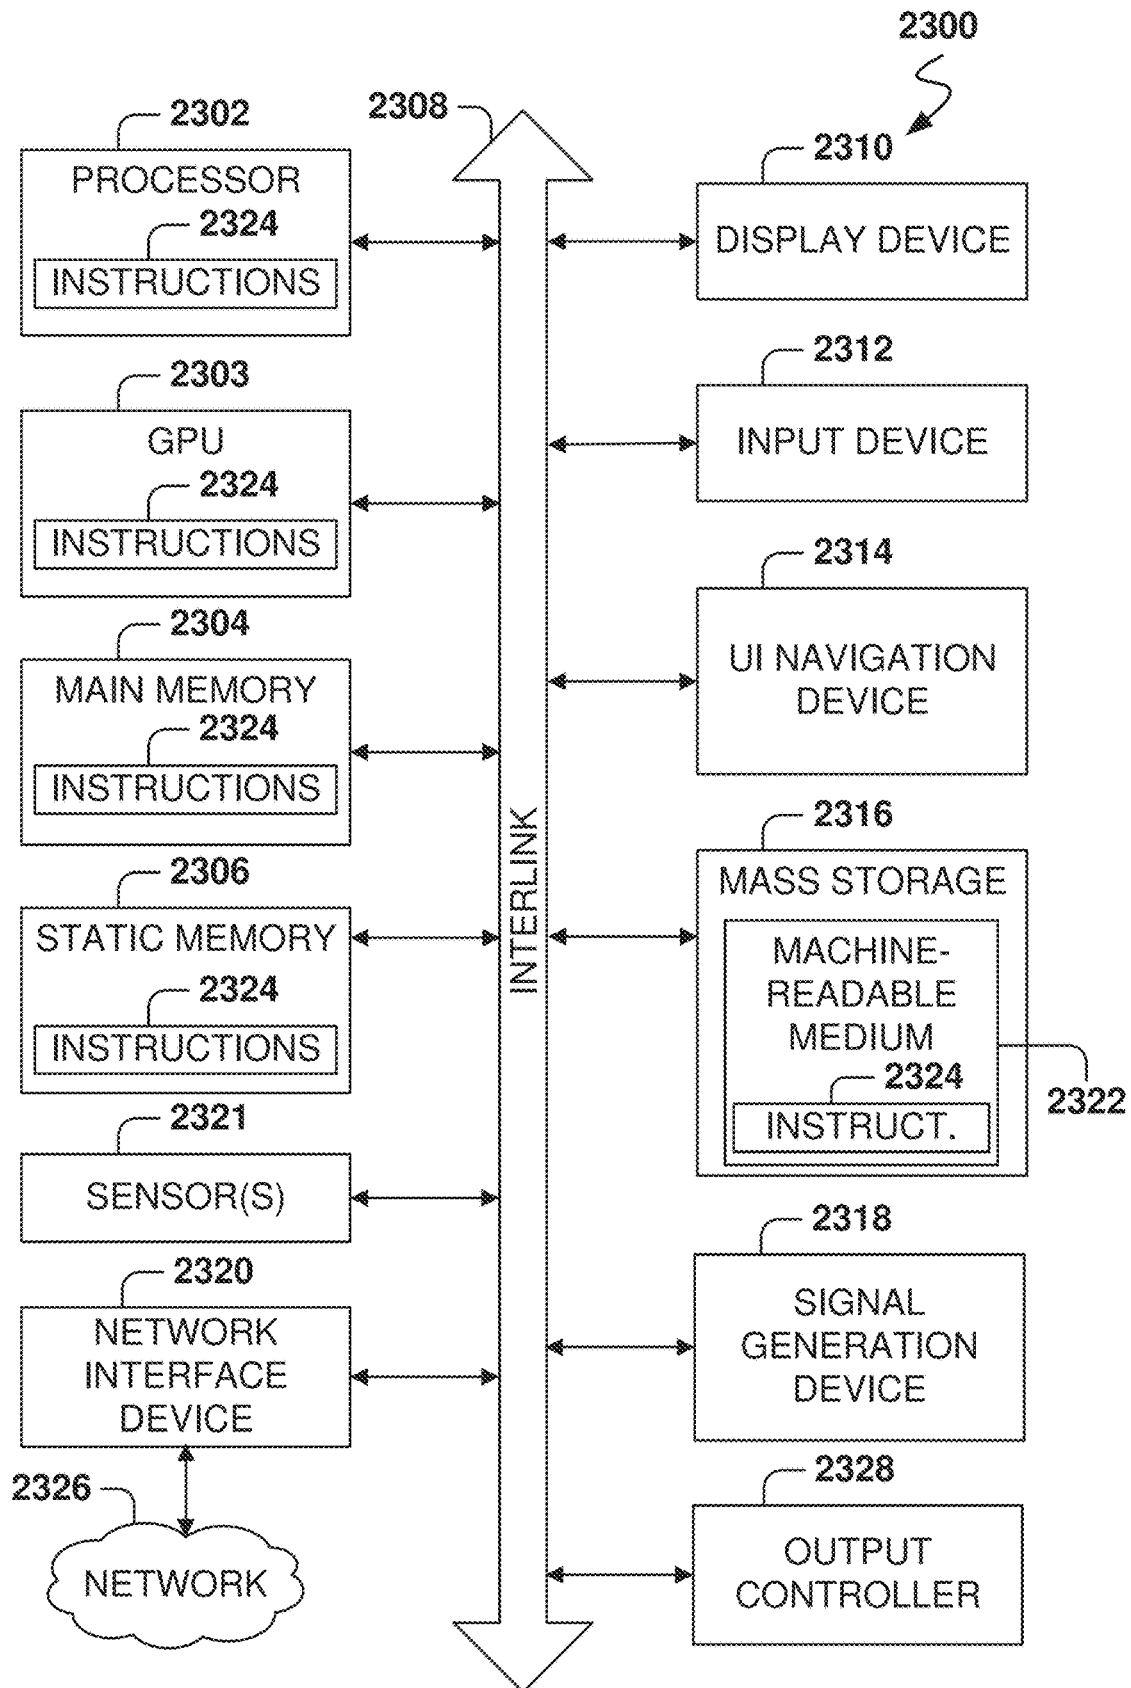 2300
2302
PROCESSOR
2324
INSTRUCTIONS
2303
GPU
2324
INSTRUCTIONS
2304
MAIN MEMORY
2324
INSTRUCTIONS
2306
STATIC MEMORY
2324
INSTRUCTIONS
2321
SENSOR(S)
2320
NETWORK
INTERFACE
DEVICE
2326
NETWORK
2308
INTERLINK
2310
DISPLAY DEVICE
2312
INPUT DEVICE
2314
UI NAVIGATION
DEVICE
2316
MASS STORAGE
MACHINE-
READABLE
MEDIUM
2324
INSTRUCT.
2322
2318
SIGNAL
GENERATION
DEVICE
2328
OUTPUT
CONTROLLER